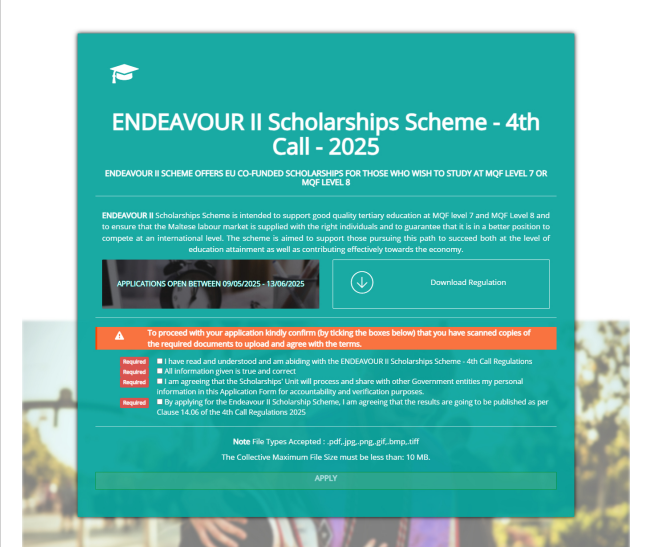 ENDEAVOUR II Scholarships Scheme - 4th
Call - 2025
ENDEAVOUR II SCHEME OFFERS EU CO-FUNDED SCHOLARSHIPS FOR THOSE WHO WISH TO STUDY AT MQF LEVEL 7 OR
MQF LEVEL 8
ENDEAVOUR II Scholarships Scheme is intended to support good quality tertiary education at MQF level 7 and MQF Level 8 and
to ensure that the Maltese labour market is supplied with the right individuals and to guarantee that it is in a better position to
compete at an international level. The scheme is aimed to support those pursuing this path to succeed both at the level of
education attainment as well as contributing effectively towards the economy.
APPLICATIONS OPEN BETWEEN 09/05/2025 - 13/06/2025
Download Regulation
To proceed with your application kindly confirm (by ticking the boxes below) that you have scanned copies of
the required documents to upload and agree with the terms.
Required I have read and understood and am abiding with the ENDEAVOUR II Scholarships Scheme - 4th Call Regulations
Required All information given is true and correct
Required I am agreeing that the Scholarships' Unit will process and share with other Government entities my personal
information in this Application Form for accountability and verification purposes.
Required By applying for the Endeavour II Scholarship Scheme, I am agreeing that the results are going to be published as per
Clause 14.06 of the 4th Call Regulations 2025
Note File Types Accepted : .pdf,.jpg,.png,.gif,.bmp,.tiff
The Collective Maximum File Size must be less than: 10 MB.
APPLY